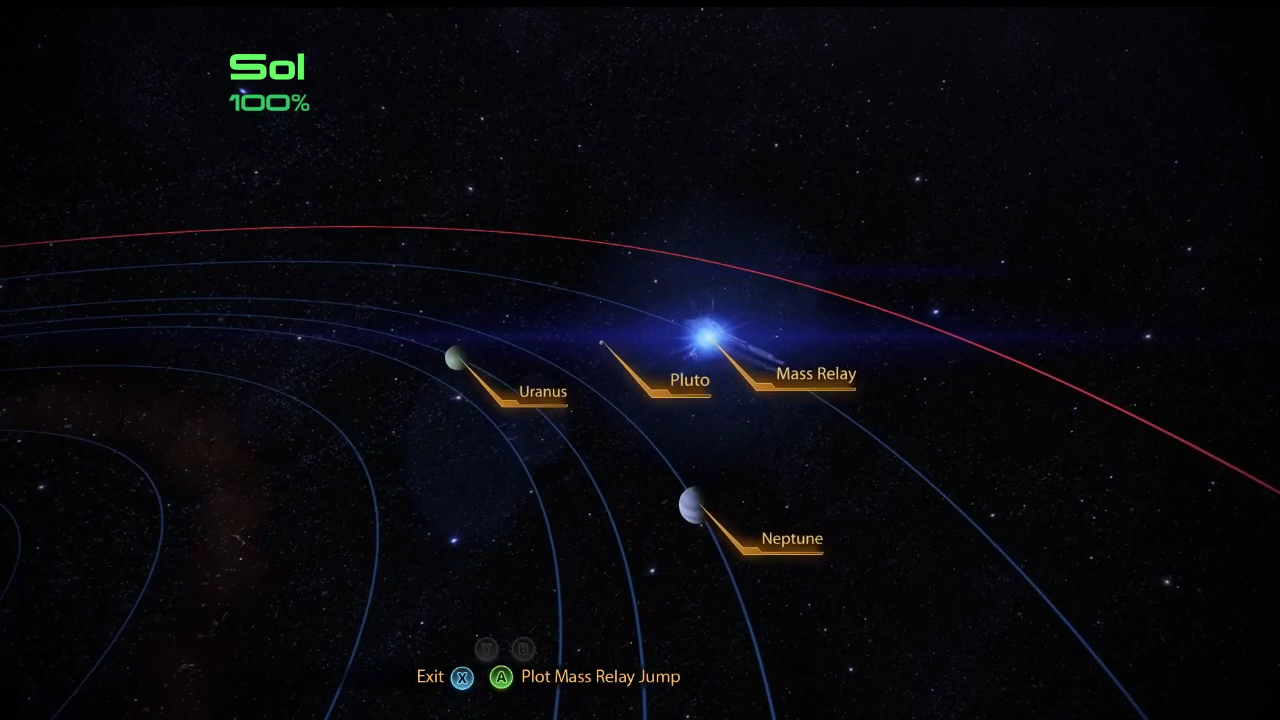 Sol
100%
Mass Relay
Pluto
Uranus
Neptune
Y B
Exit X A Plot Mass Relay Jump